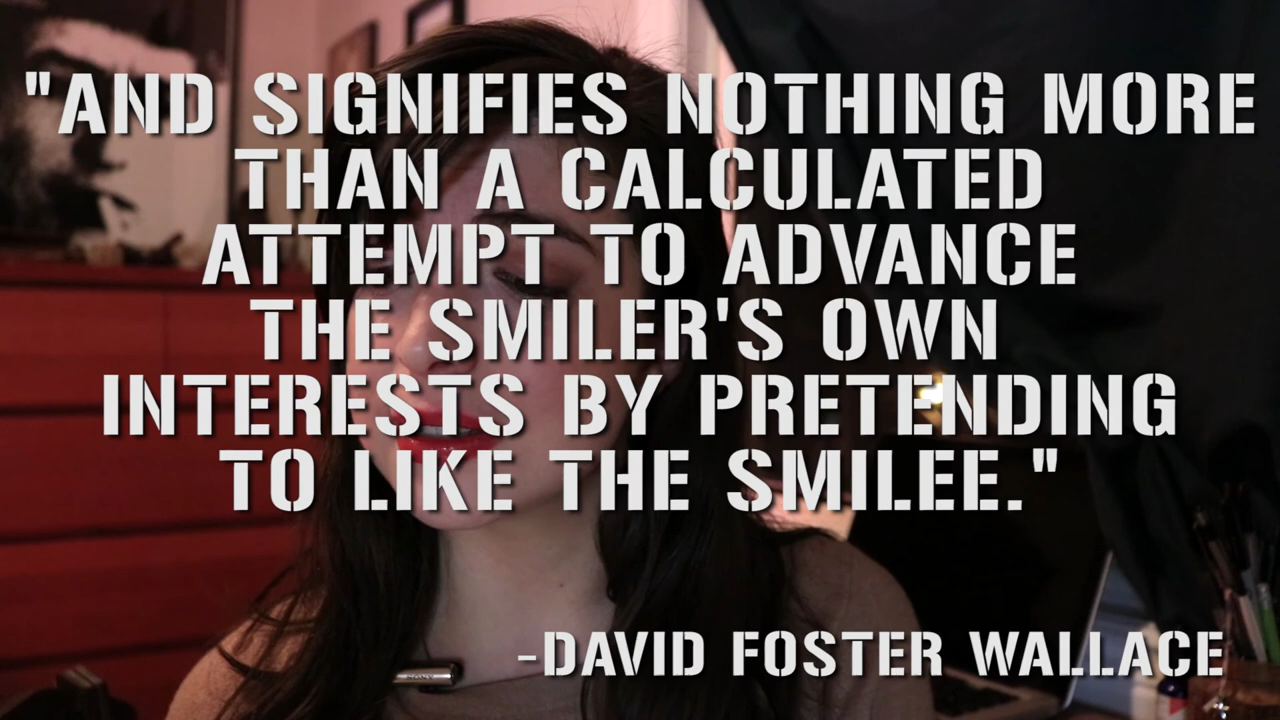 "AND SIGNIFIES NOTHING MORE
THAN A CALCULATED
ATTEMPT TO ADVANCE
THE SMILER'S OWN
INTERESTS BY PRETENDING
TO LIKE THE SMILEE."
-DAVID FOSTER WALLACE
SONY